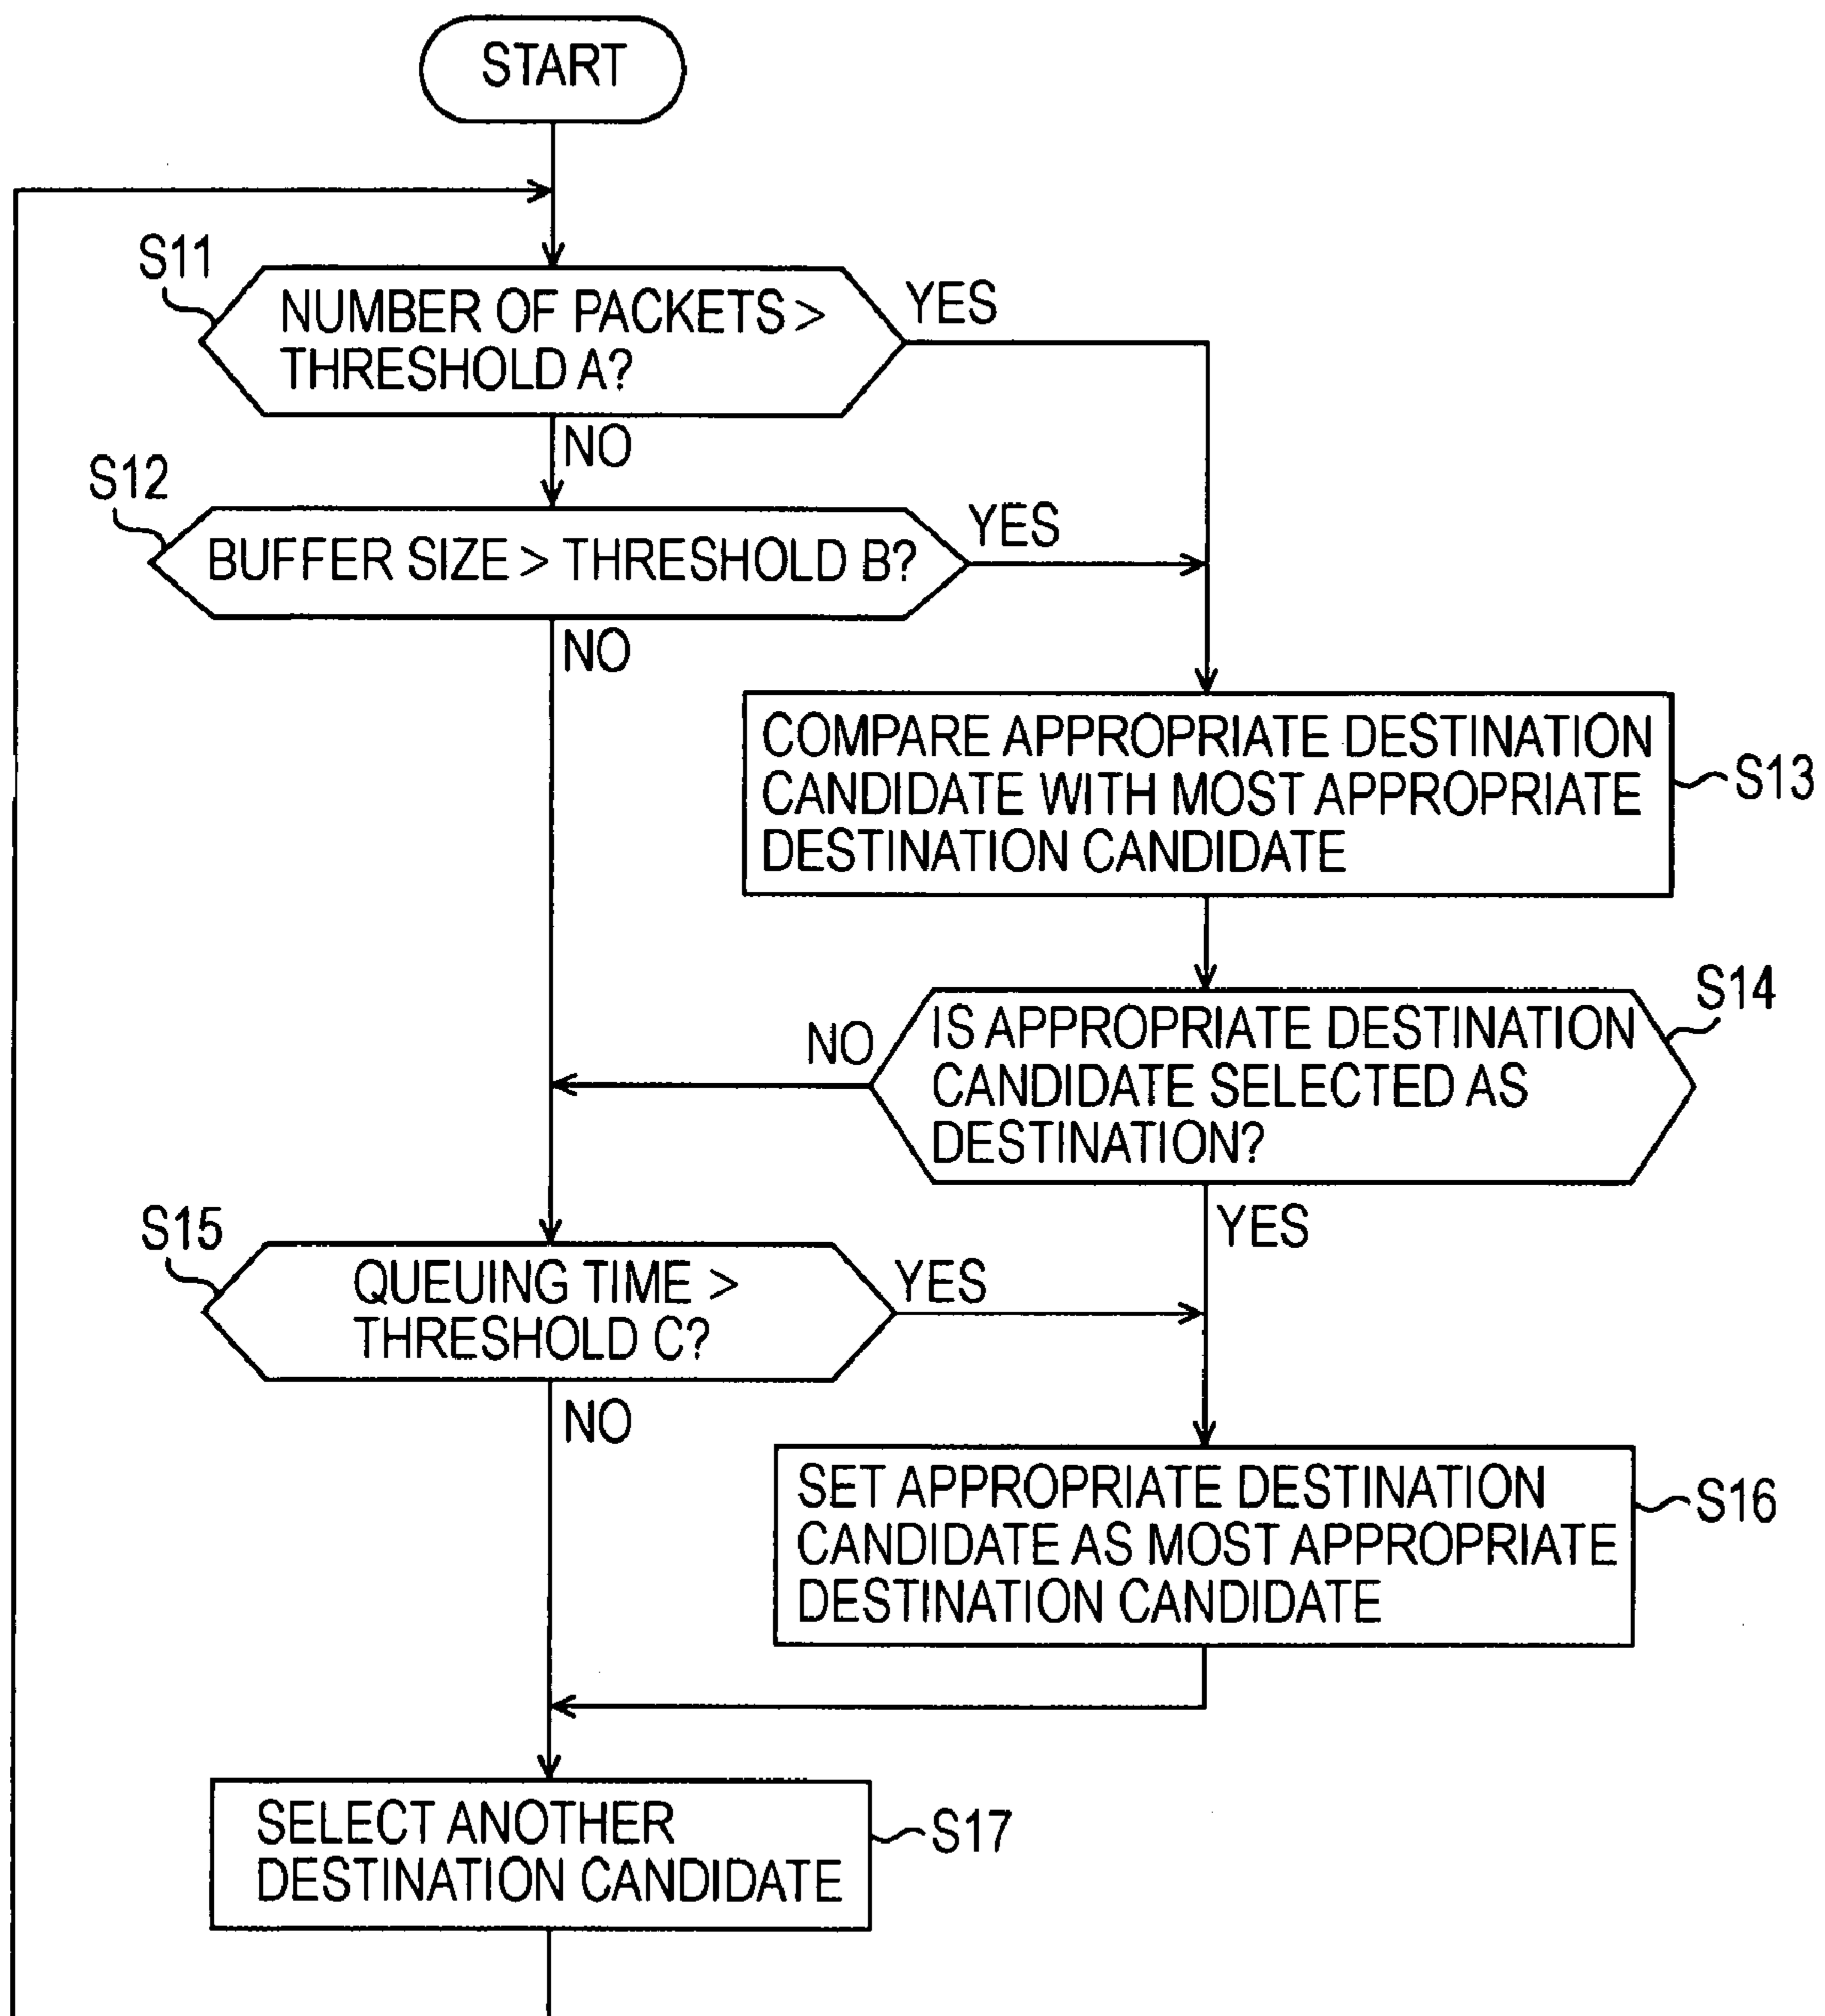 START
S11
NUMBER OF PACKETS >
THRESHOLD A?
YES
NO
S12
BUFFER SIZE > THRESHOLD B?
YES
NO
COMPARE APPROPRIATE DESTINATION
CANDIDATE WITH MOST APPROPRIATE
DESTINATION CANDIDATE
S13
S14
IS APPROPRIATE DESTINATION
CANDIDATE SELECTED AS
DESTINATION?
NO
YES
S15
QUEUING TIME >
THRESHOLD C?
YES
NO
SET APPROPRIATE DESTINATION
CANDIDATE AS MOST APPROPRIATE
DESTINATION CANDIDATE
S16
SELECT ANOTHER
DESTINATION CANDIDATE
S17